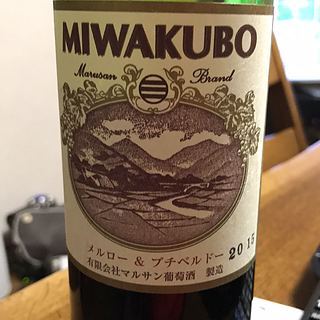 MIWAKUBO
Marusan Brand
メルロー & プチベルドー 2015
有限会社マルサン葡萄酒 製造